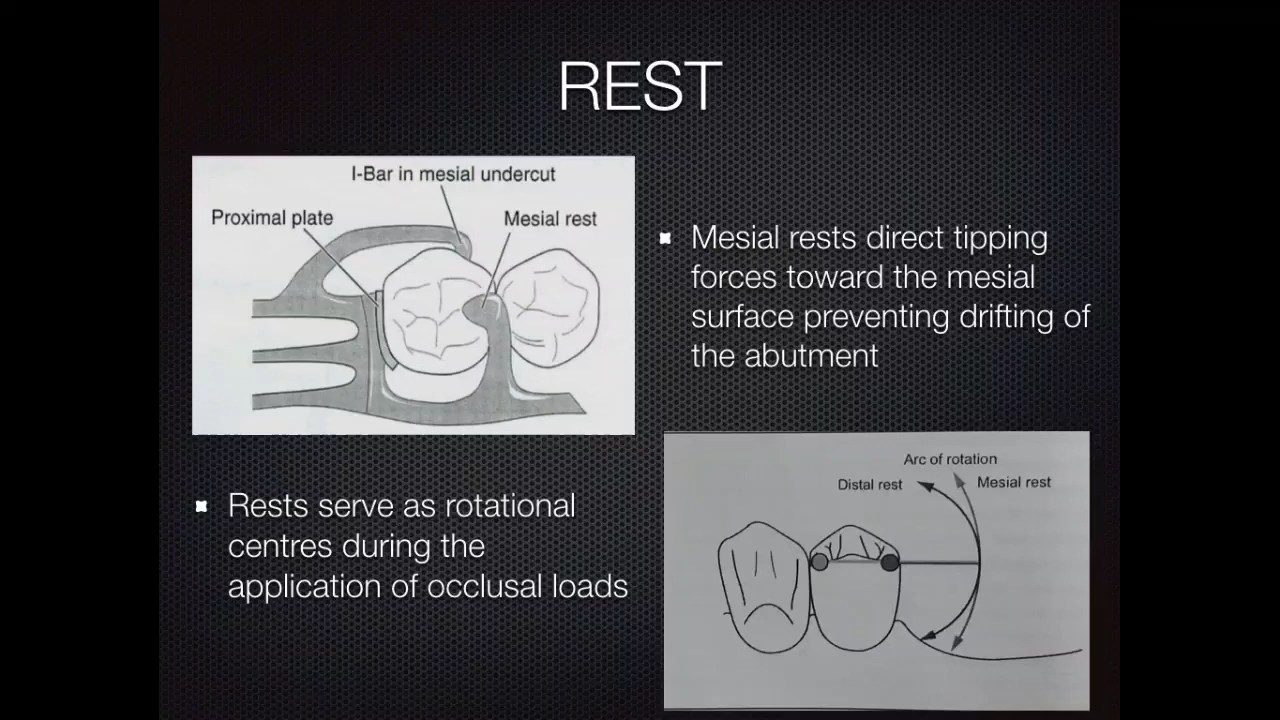 REST
I-Bar in mesial undercut
Proximal plate
Mesial rest
Mesial rests direct tipping
forces toward the mesial
surface preventing drifting of
the abutment
Rests serve as rotational
centres during the
application of occlusal loads
Arc of rotation
Distal rest
Mesial rest